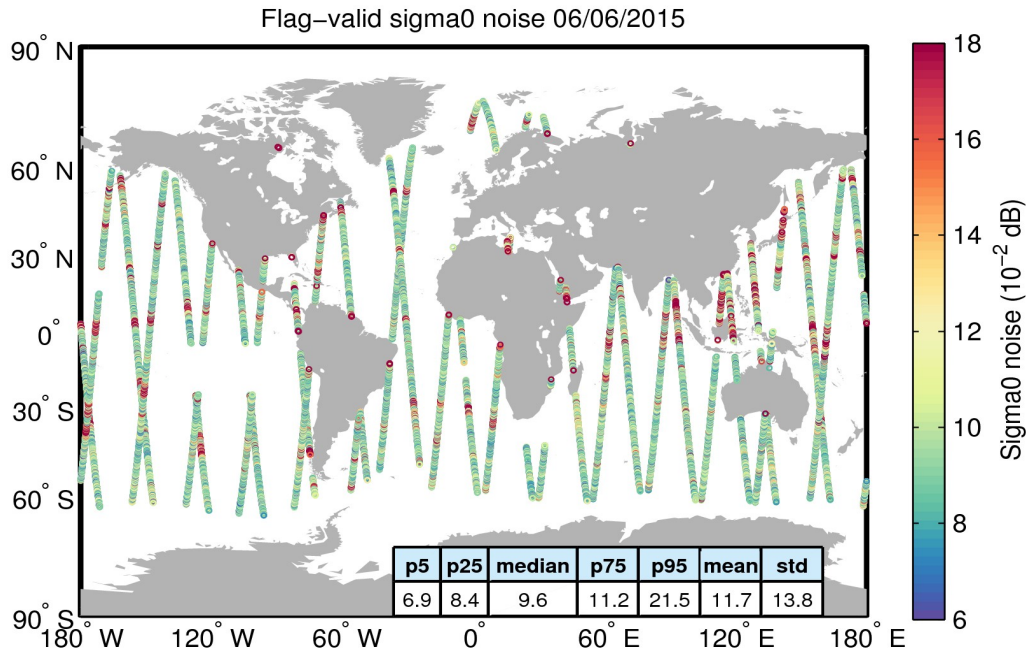 Flag−valid sigma0 noise 06/06/2015
90° N
60° N
30° N
0°
30° S
60° S
90° S
180° W 120° W 60° W 0° 60° E 120° E 180° E
p5 p25 median p75 p95 mean std
6.9 8.4 9.6 11.2 21.5 11.7 13.8
18
16
14
12
10
8
6
Sigma0 noise (10⁻² dB)